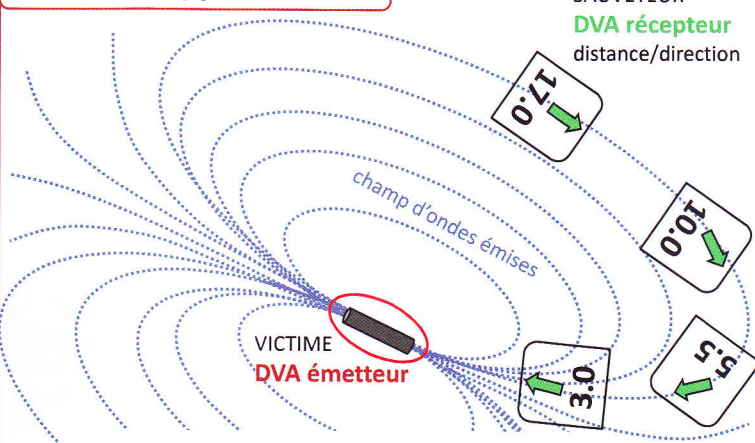 DVA récepteur
distance/direction
17.0
champ d'ondes émises
10.0
VICTIME
DVA émetteur
3.0
5.5